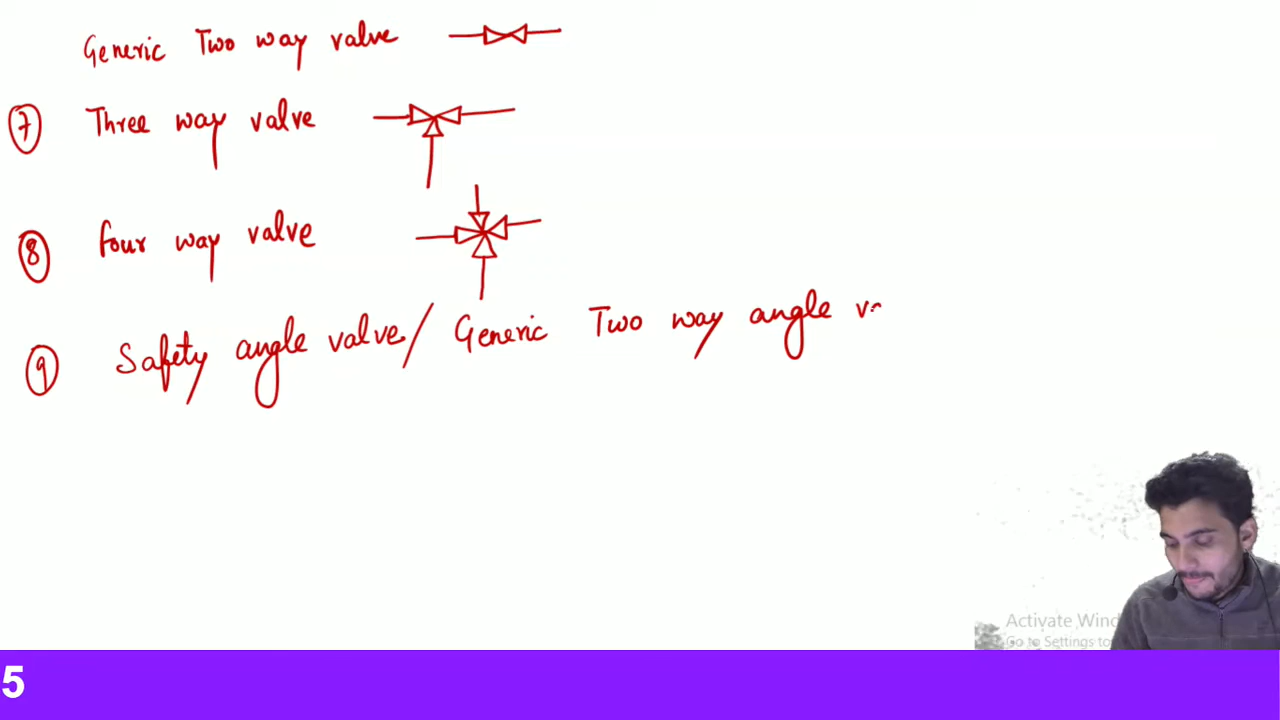 Generic Two way valve
7 Three way valve
8 four way valve
9 Safety angle valve/ Generic Two way angle v
Activate Wind
Go to Settings to
5